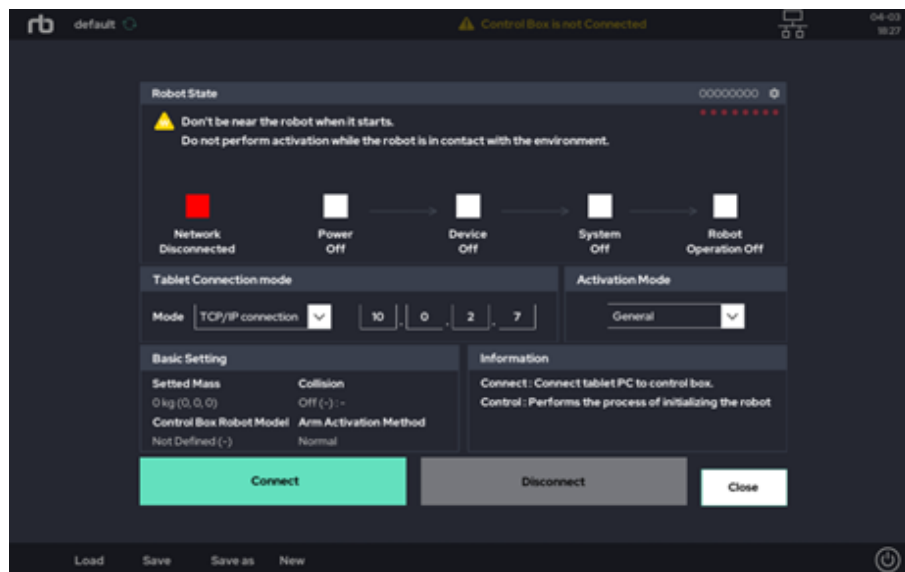 rb default Control Box is not Connected 04-03
18:27
Robot State 00000000
********
Don't be near the robot when it starts.
Do not perform activation while the robot is in contact with the environment.
Network Power Device System Robot
Disconnected Off Off Off Operation Off
Tablet Connection mode Activation Mode
Mode TCP/IP connection 10 . 0 . 2 . 7 General
Basic Setting Information
Setted Mass Collision Connect : Connect tablet PC to control box.
0 kg (0, 0, 0) Off (-) : - Control : Performs the process of initializing the robot
Control Box Robot Model Arm Activation Method
Not Defined (-) Normal
Connect Disconnect Close
Load Save Save as New